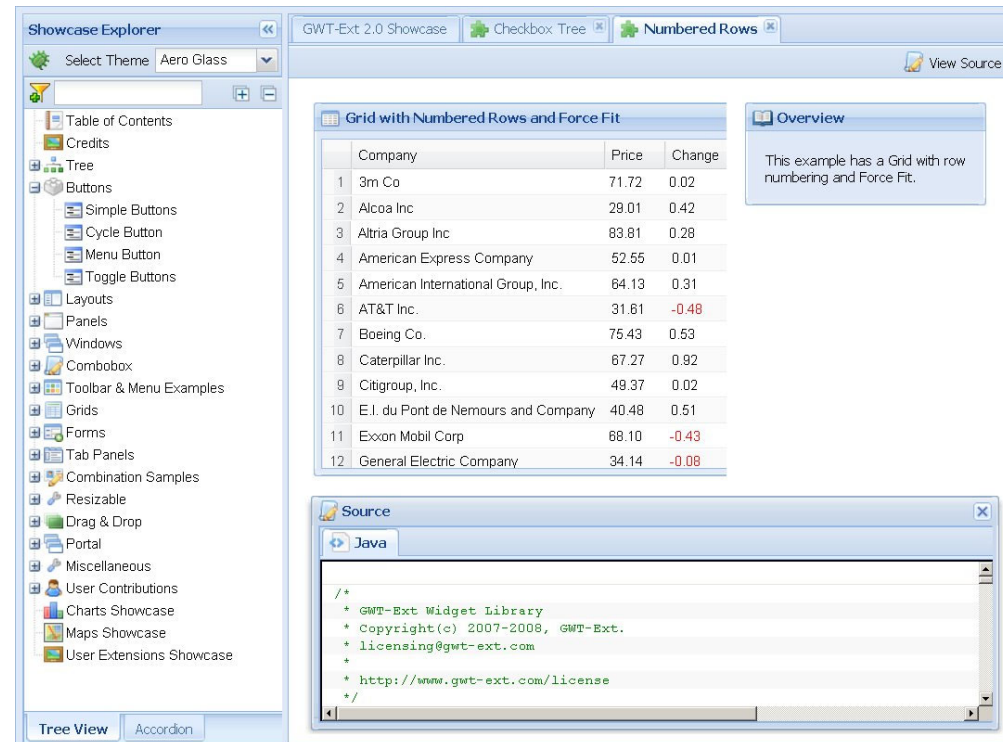 Showcase Explorer
Select Theme Aero Glass
Table of Contents
Credits
Tree
Buttons
Simple Buttons
Cycle Button
Menu Button
Toggle Buttons
Layouts
Panels
Windows
Combobox
Toolbar & Menu Examples
Grids
Forms
Tab Panels
Combination Samples
Resizable
Drag & Drop
Portal
Miscellaneous
User Contributions
Charts Showcase
Maps Showcase
User Extensions Showcase
Tree View Accordion
GWT-Ext 2.0 Showcase Checkbox Tree Numbered Rows
View Source
Grid with Numbered Rows and Force Fit
Company Price Change
1 3m Co 71.72 0.02
2 Alcoa Inc 29.01 0.42
3 Altria Group Inc 83.81 0.28
4 American Express Company 52.55 0.01
5 American International Group, Inc. 64.13 0.31
6 AT&T Inc. 31.61 -0.48
7 Boeing Co. 75.43 0.53
8 Caterpillar Inc. 67.27 0.92
9 Citigroup, Inc. 49.37 0.02
10 E.I. du Pont de Nemours and Company 40.48 0.51
11 Exxon Mobil Corp 68.10 -0.43
12 General Electric Company 34.14 -0.08
Overview
This example has a Grid with row
numbering and Force Fit.
Source
Java
/*
* GWT-Ext Widget Library
* Copyright(c) 2007-2008, GWT-Ext.
* licensing@gwt-ext.com
*
* http://www.gwt-ext.com/license
*/